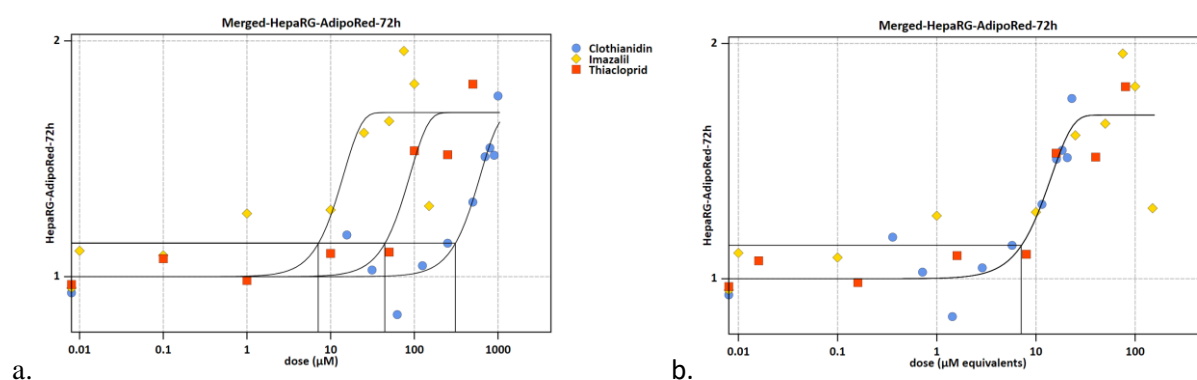 Merged-HepaRG-AdipoRed-72h
2
1
HepaRG-AdipoRed-72h
0.01 0.1 1 10 100 1000
dose (µM)
Clothianidin
Imazalil
Thiacloprid
a.
Merged-HepaRG-AdipoRed-72h
2
1
HepaRG-AdipoRed-72h
0.01 0.1 1 10 100
dose (µM equivalents)
b.